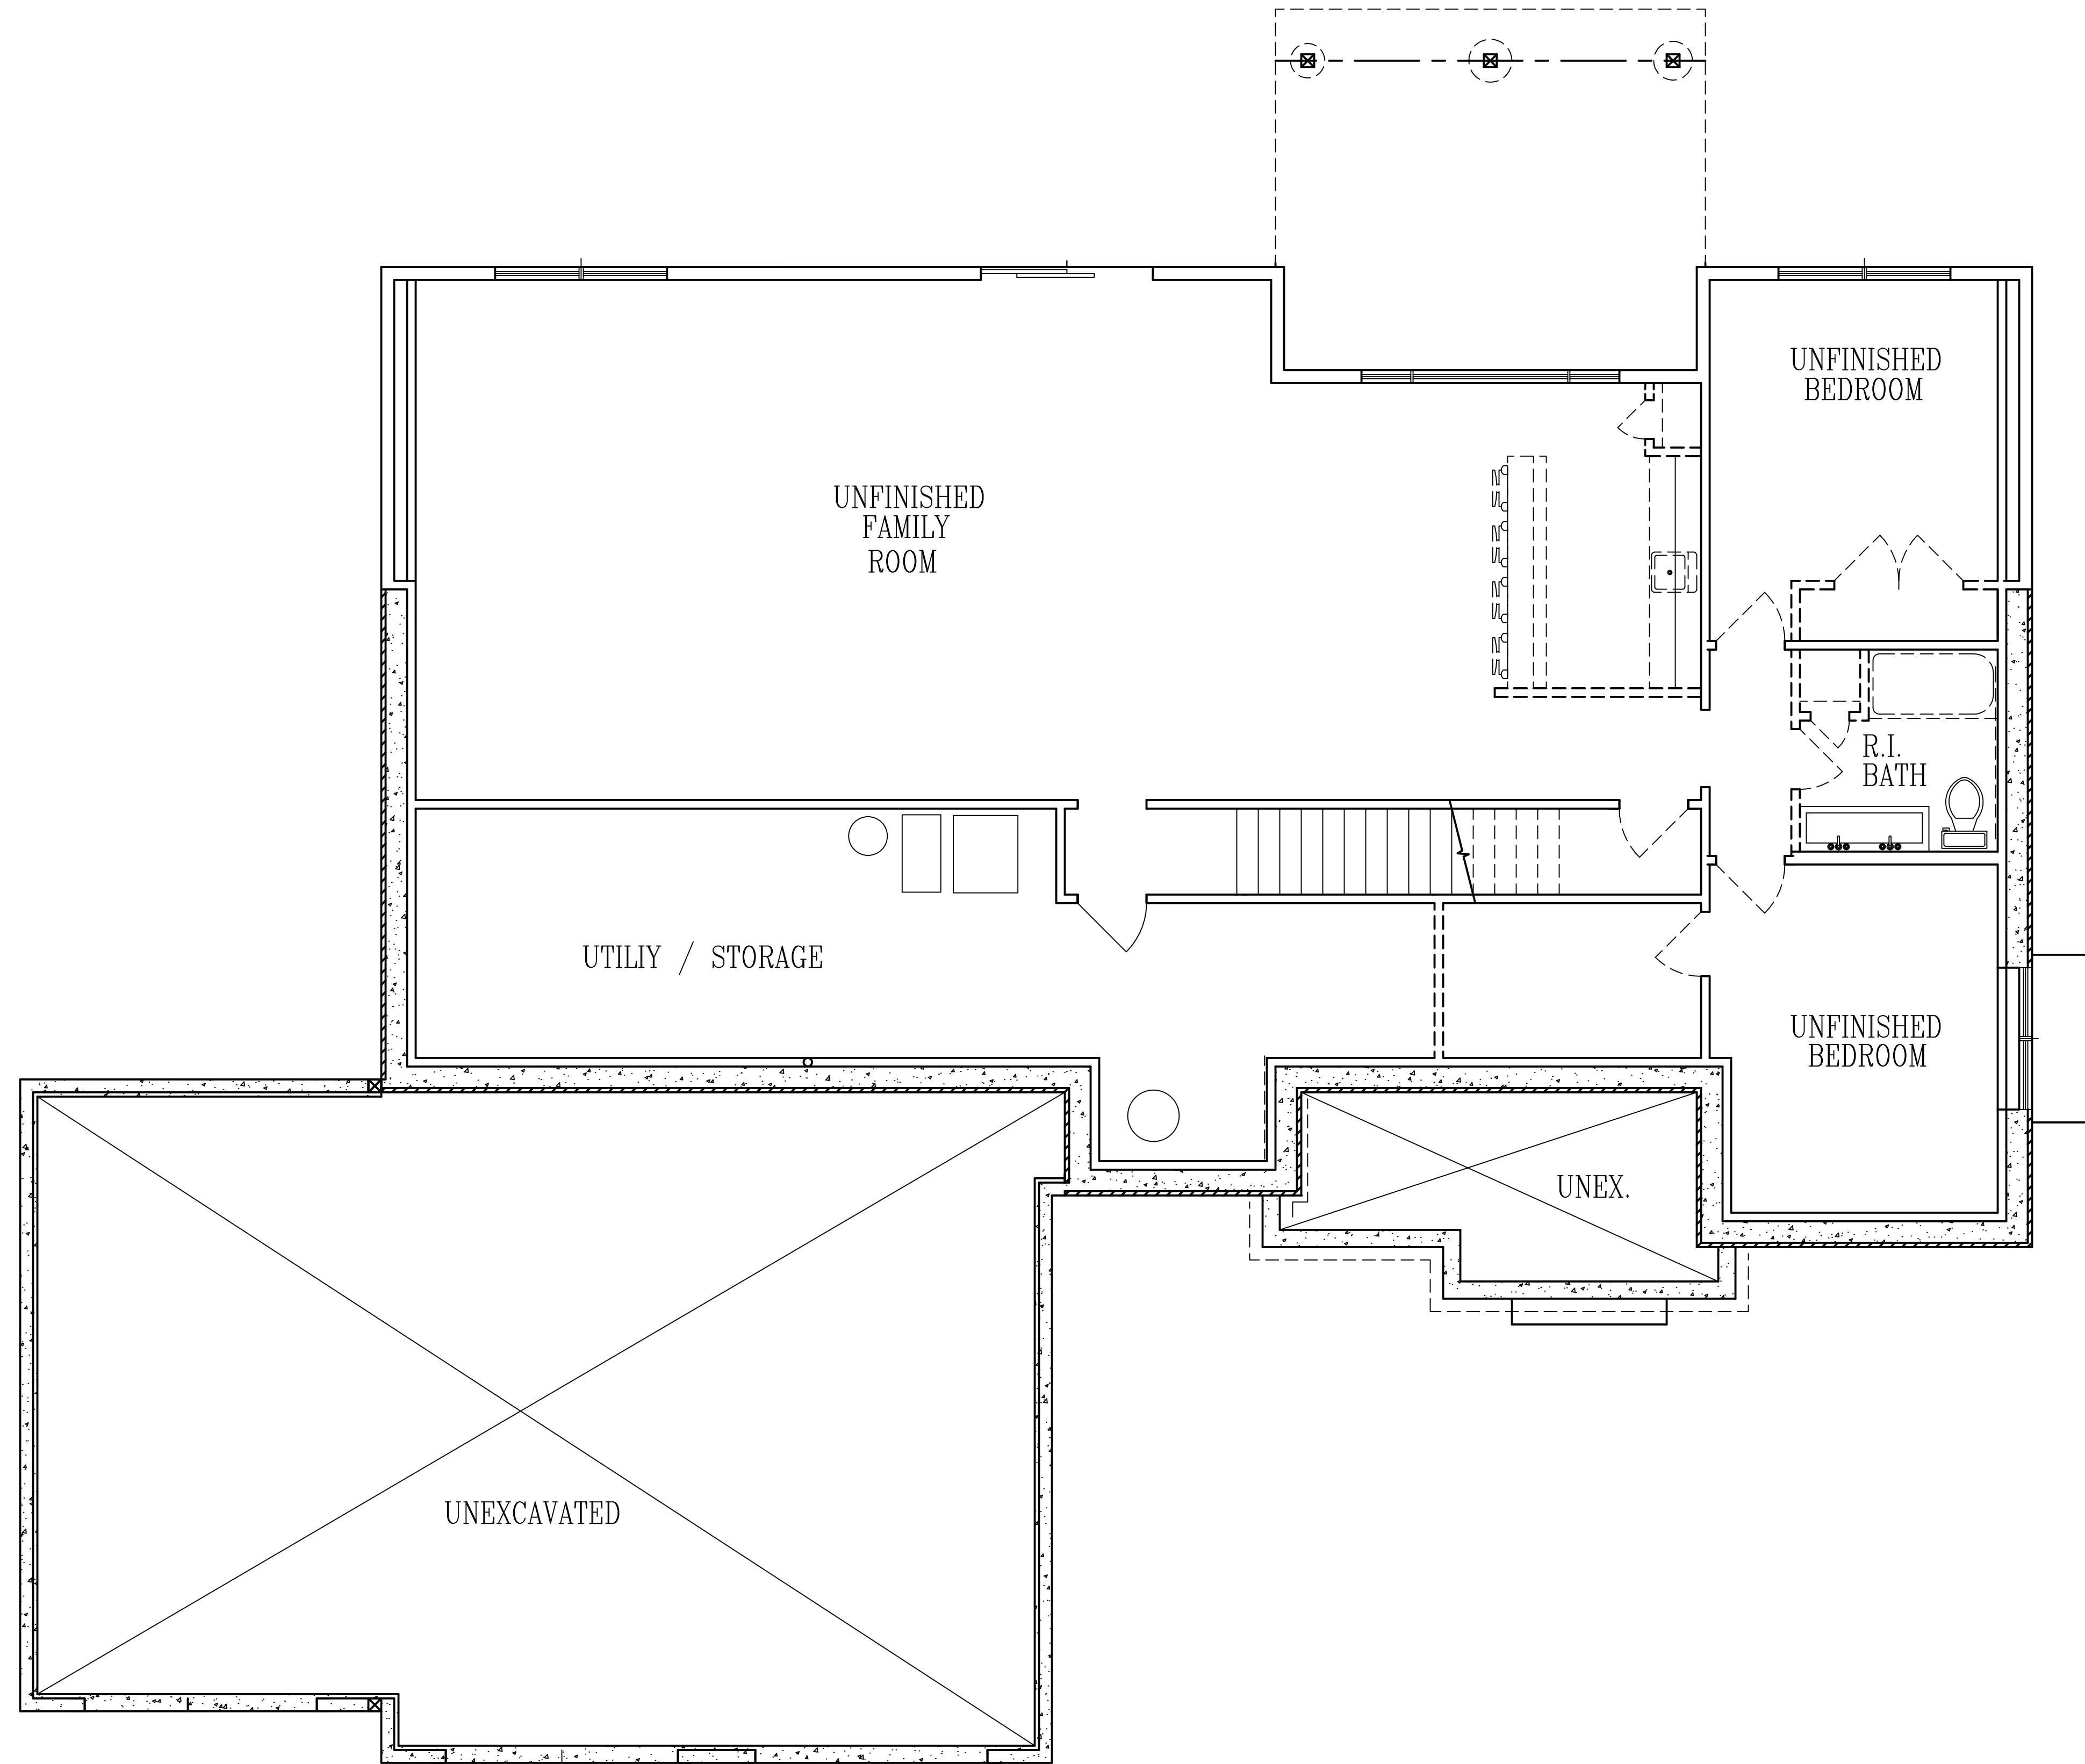 UNFINISHED
BEDROOM
UNFINISHED
FAMILY
ROOM
R.I.
BATH
UTILIY / STORAGE
UNFINISHED
BEDROOM
UNEX.
UNEXCAVATED